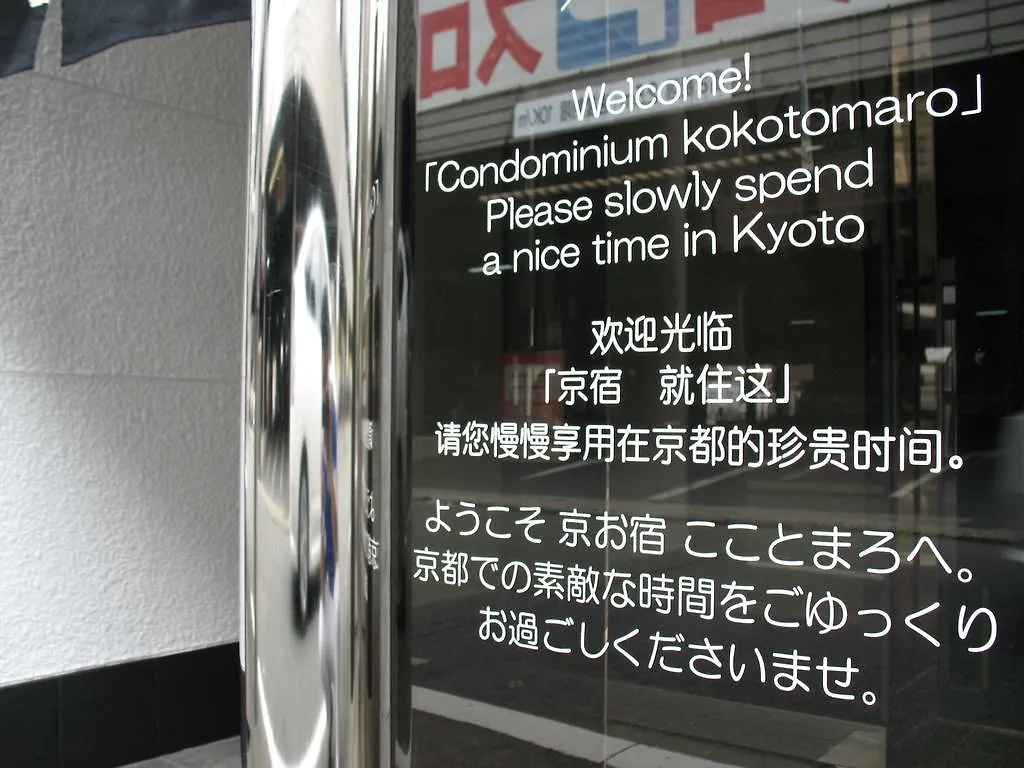 Welcome!
「Condominium kokotomaro」
Please slowly spend
a nice time in Kyoto
欢迎光临
「京宿　就住这」
请您慢慢享用在京都的珍贵时间。
ようこそ 京お宿 こことまろへ。
京都での素敵な時間をごゆっくり
お過ごしくださいませ。